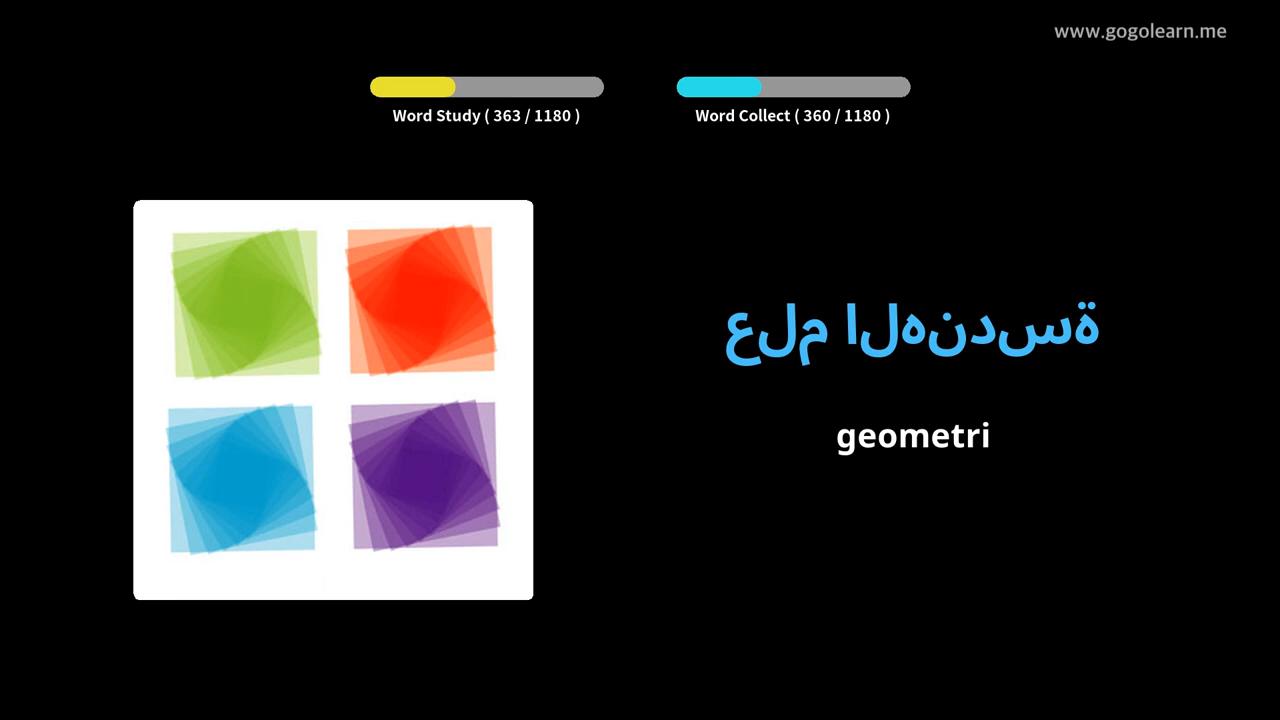 www.gogolearn.me
Word Study ( 363 / 1180 )
Word Collect ( 360 / 1180 )
علم الهندسة
geometri